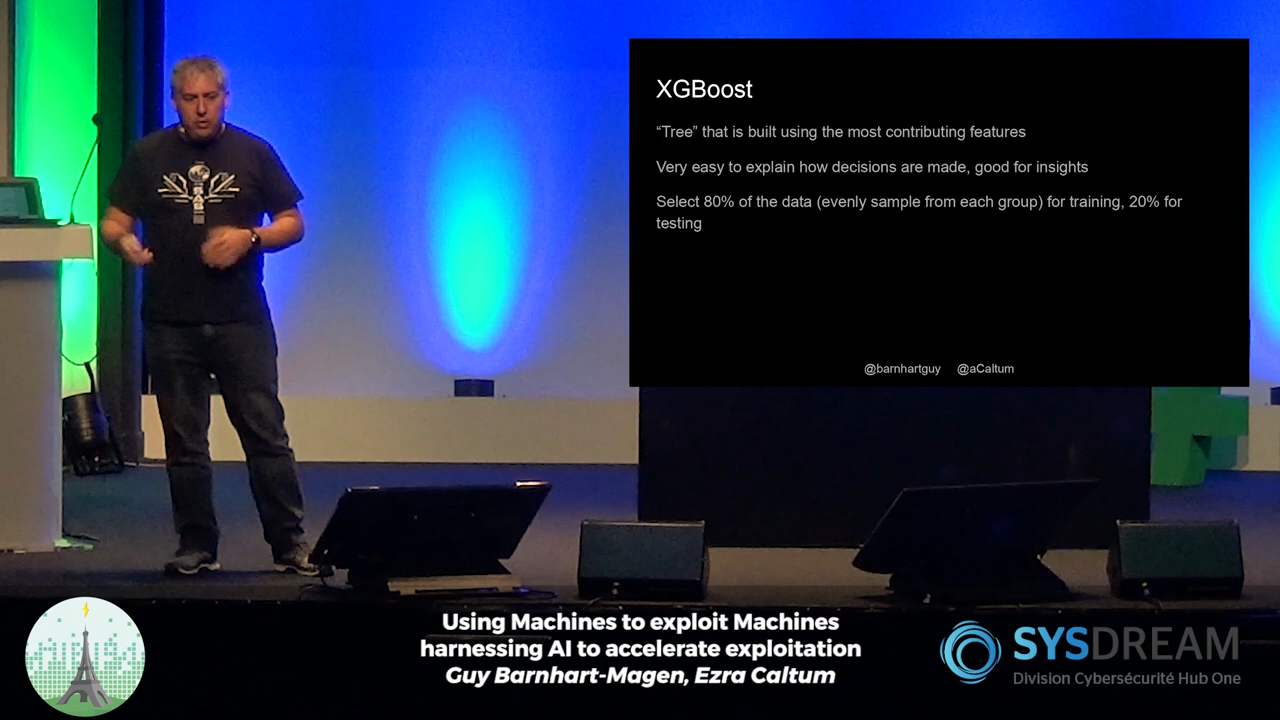 XGBoost
“Tree” that is built using the most contributing features
Very easy to explain how decisions are made, good for insights
Select 80% of the data (evenly sample from each group) for training, 20% for
testing
@barnhartguy @aCaltum
Using Machines to exploit Machines
harnessing AI to accelerate exploitation
Guy Barnhart-Magen, Ezra Caltum
SYSDREAM
Division Cybersécurité Hub One